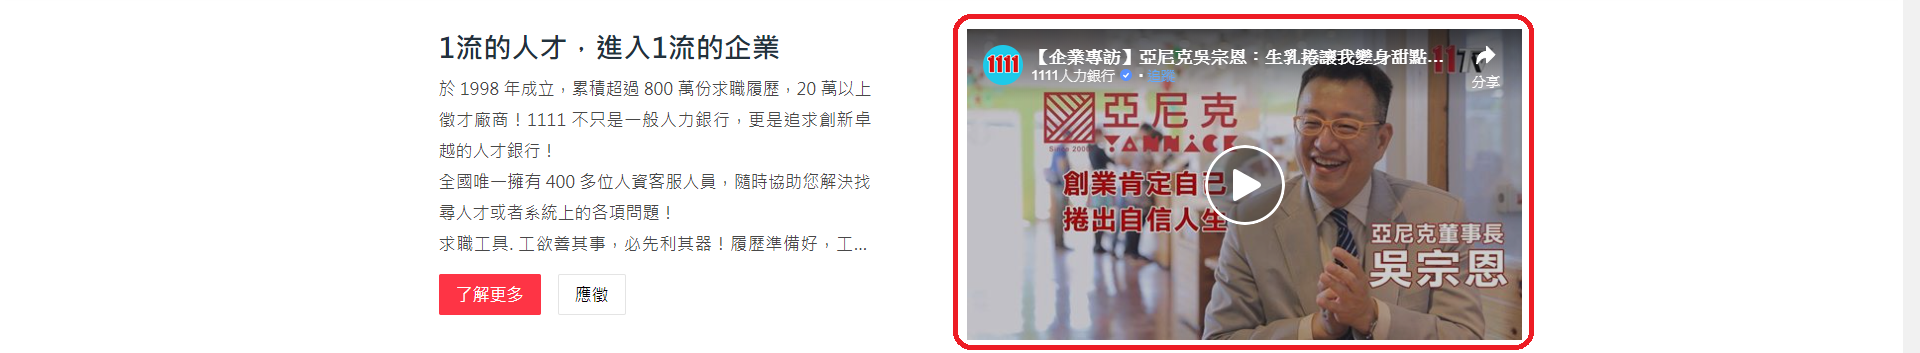 1流的人才，進入1流的企業
於 1998 年成立，累積超過 800 萬份求職履歷，20 萬以上
徵才廠商！1111 不只是一般人力銀行，更是追求創新卓
越的人才銀行！
全國唯一擁有 400 多位人資客服人員，隨時協助您解決找
尋人才或者系統上的各項問題！
求職工具. 工欲善其事，必先利其器！履歷準備好，工...
了解更多
應徵
1111
【企業專訪】亞尼克吳宗恩：生乳捲讓我變身甜點...
1111人力銀行 · 追蹤
分享
亞尼克
YANNICK
Since 2000
創業肯定自己
捲出自信人生
亞尼克董事長
吳宗恩